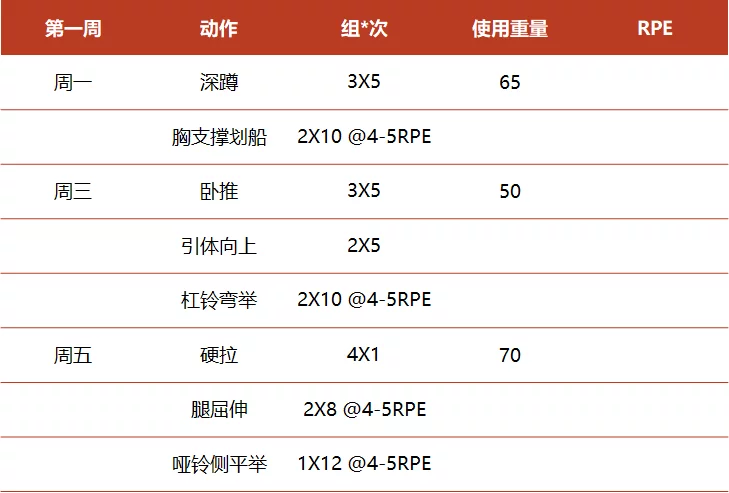 第一周 动作 组*次 使用重量 RPE
周一 深蹲 3X5 65
胸支撑划船 2X10 @4-5RPE
周三 卧推 3X5 50
引体向上 2X5
杠铃弯举 2X10 @4-5RPE
周五 硬拉 4X1 70
腿屈伸 2X8 @4-5RPE
哑铃侧平举 1X12 @4-5RPE